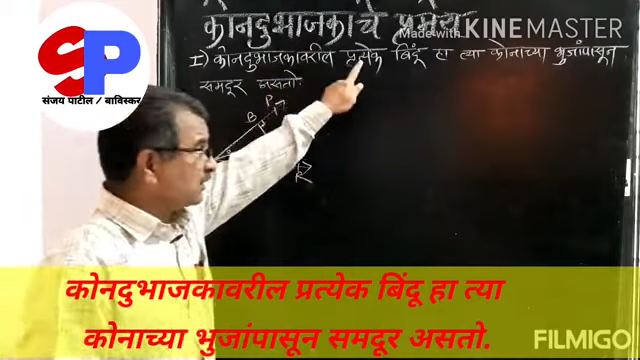 कोनदुभाजकाचे प्रमेय
Made with KINEMASTER
I) कोनदुभाजकावरील प्रत्येक बिंदू हा त्या कोनाच्या भुजांपासून
समदूर असतो.
SP
संजय पाटील / बाविस्कर
P
B
R
कोनदुभाजकावरील प्रत्येक बिंदू हा त्या
कोनाच्या भुजांपासून समदूर असतो.
FILMIGO